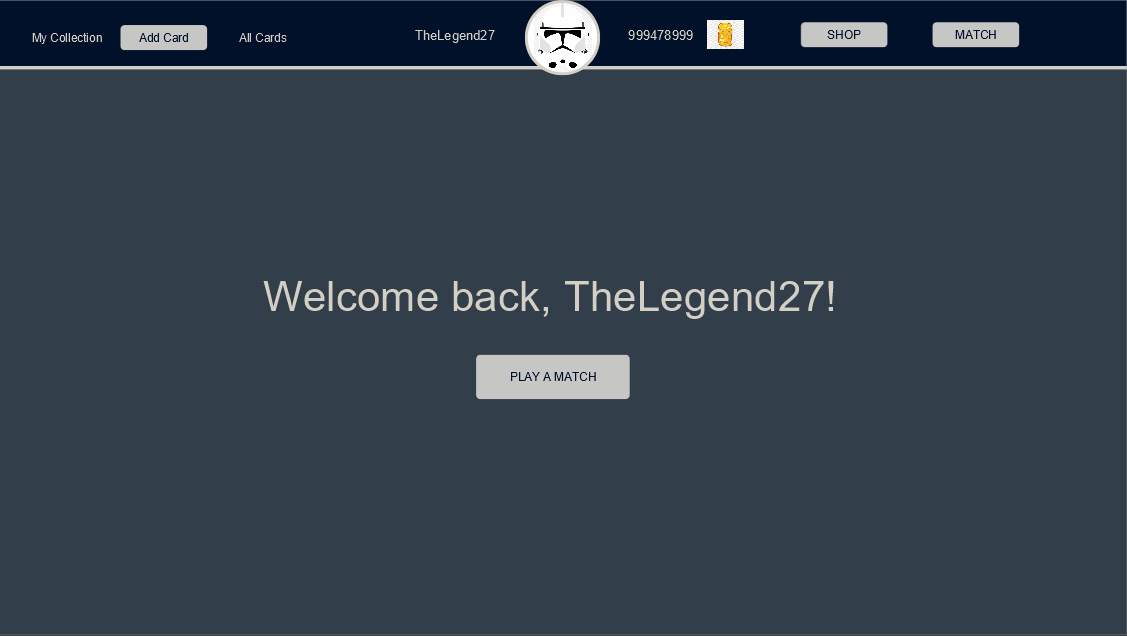 My Collection
Add Card
All Cards
TheLegend27
999478999
SHOP
MATCH
Welcome back, TheLegend27!
PLAY A MATCH